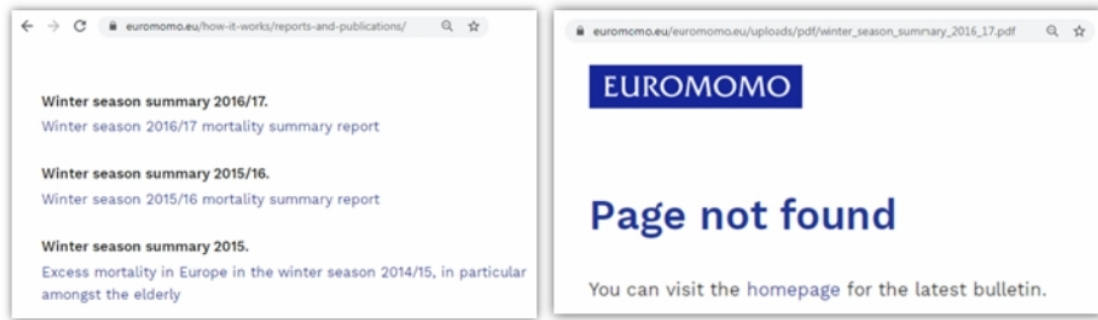 euromomo.eu/how-it-works/reports-and-publications/
Winter season summary 2016/17.
Winter season 2016/17 mortality summary report
Winter season summary 2015/16.
Winter season 2015/16 mortality summary report
Winter season summary 2015.
Excess mortality in Europe in the winter season 2014/15, in particular
amongst the elderly
euromomo.eu/euromomo.eu/uploads/pdf/winter_season_summary_2016_17.pdf
EUROMOMO
Page not found
You can visit the homepage for the latest bulletin.